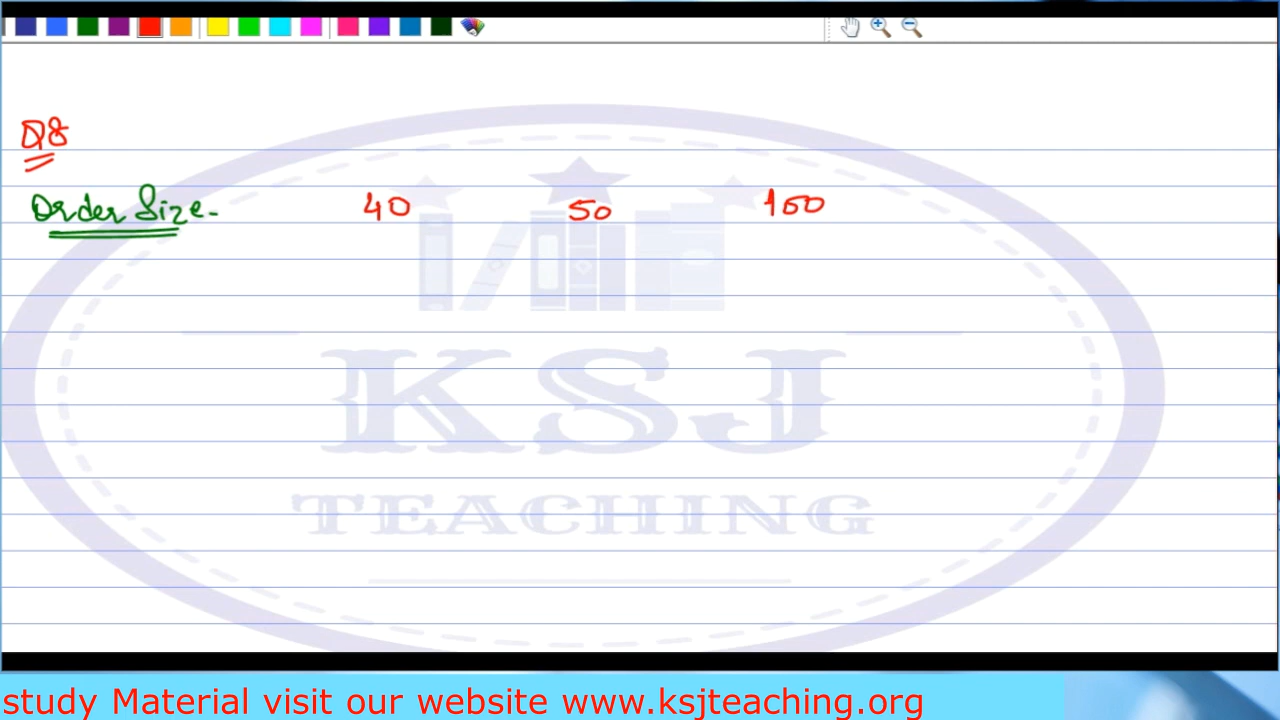 Q8
Order Size- 40 50 100
KSJ
TEACHING
study Material visit our website www.ksjteaching.org